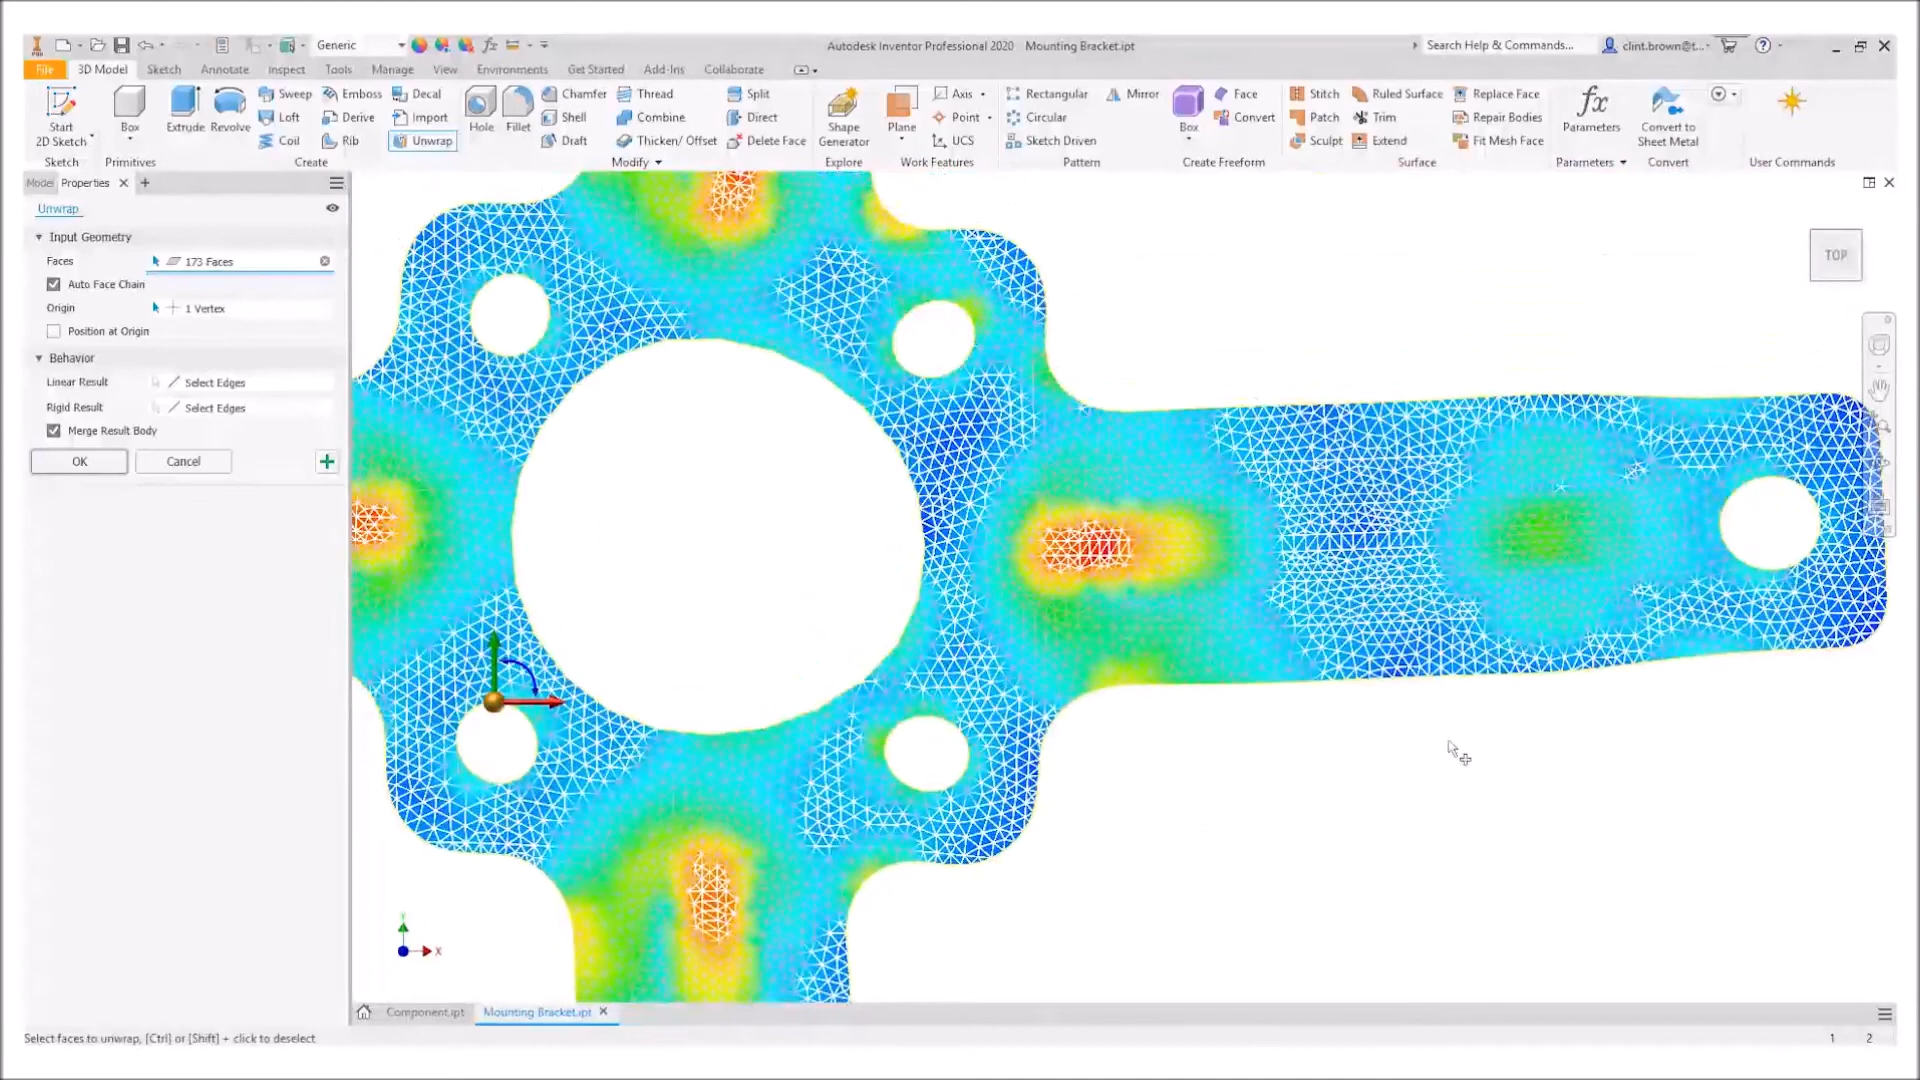 Generic
Autodesk Inventor Professional 2020 Mounting Bracket.ipt
Search Help & Commands...
clint.brown@t...
File 3D Model Sketch Annotate Inspect Tools Manage View Environments Get Started Add-Ins Collaborate
Start
2D Sketch
Box
Extrude
Revolve
Sweep
Loft
Coil
Emboss
Derive
Rib
Decal
Import
Unwrap
Hole
Fillet
Chamfer
Shell
Draft
Thread
Combine
Thicken/ Offset
Split
Direct
Delete Face
Shape
Generator
Plane
Axis
Point
UCS
Rectangular
Circular
Sketch Driven
Mirror
Box
Face
Convert
Stitch
Patch
Sculpt
Ruled Surface
Trim
Extend
Replace Face
Repair Bodies
Fit Mesh Face
fx
Parameters
Convert to
Sheet Metal
Sketch Primitives Create Modify Explore Work Features Pattern Create Freeform Surface Parameters Convert User Commands
Model Properties
Unwrap
Input Geometry
Faces 173 Faces
Auto Face Chain
Origin 1 Vertex
Position at Origin
Behavior
Linear Result Select Edges
Rigid Result Select Edges
Merge Result Body
OK Cancel
TOP
Y
X
Component.ipt Mounting Bracket.ipt
Select faces to unwrap, [Ctrl] or [Shift] + click to deselect
1 2